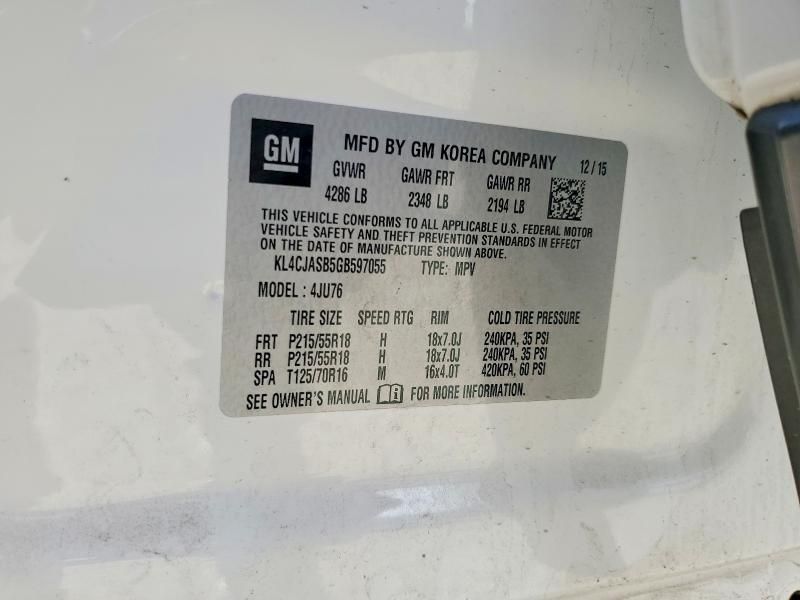 GM
MFD BY GM KOREA COMPANY 12 / 15
GVWR GAWR FRT GAWR RR
4286 LB 2348 LB 2194 LB
THIS VEHICLE CONFORMS TO ALL APPLICABLE U.S. FEDERAL MOTOR
VEHICLE SAFETY AND THEFT PREVENTION STANDARDS IN EFFECT
ON THE DATE OF MANUFACTURE SHOWN ABOVE.
KL4CJASB5GB597055 TYPE: MPV
MODEL : 4JU76
TIRE SIZE SPEED RTG RIM COLD TIRE PRESSURE
FRT P215/55R18 H 18x7.0J 240KPA, 35 PSI
RR P215/55R18 H 18x7.0J 240KPA, 35 PSI
SPA T125/70R16 M 16x4.0T 420KPA, 60 PSI
SEE OWNER'S MANUAL i FOR MORE INFORMATION.